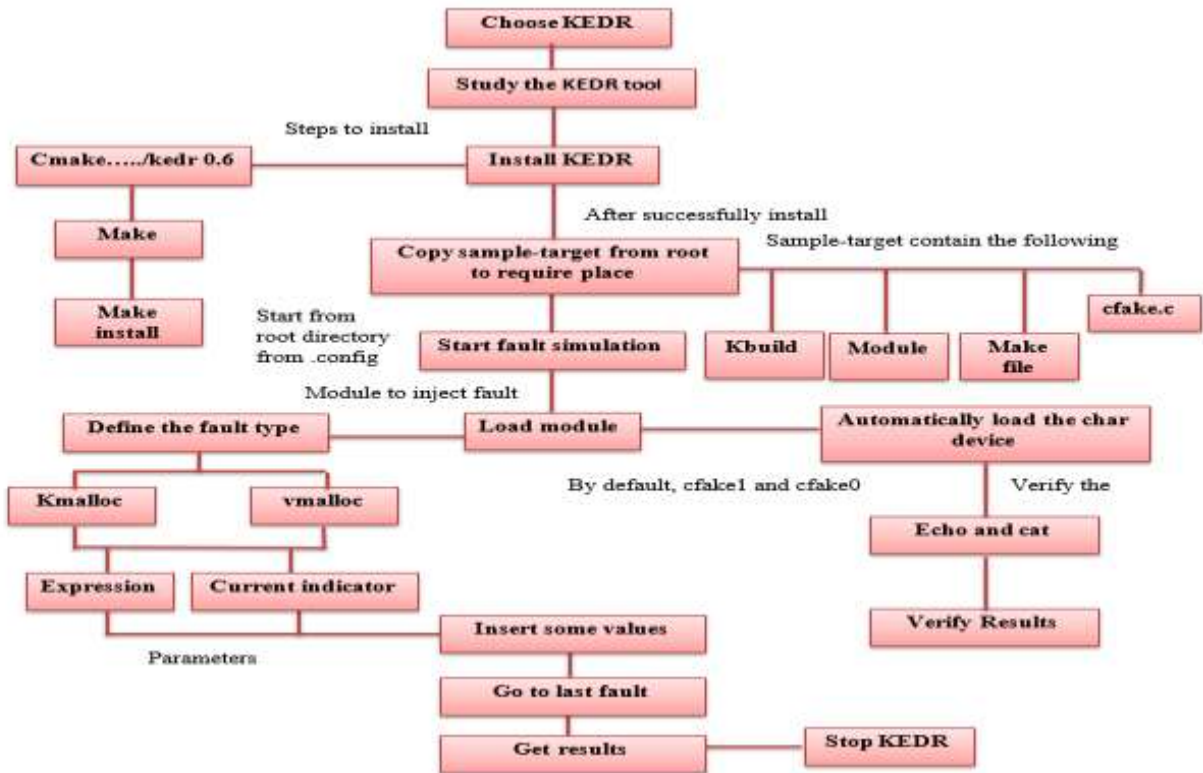 Choose KEDR
Study the KEDR tool
Steps to install
Cmake...../kedr 0.6
Install KEDR
Make
Make
install
After successfully install
Sample-target contain the following
Copy sample-target from root
to require place
cfake.c
Kbuild
Module
Make
file
Start from
root directory
from .config
Start fault simulation
Module to inject fault
Define the fault type
Load module
Automatically load the char
device
Kmalloc
vmalloc
By default, cfake1 and cfake0
Verify the
Echo and cat
Expression
Current indicator
Verify Results
Parameters
Insert some values
Go to last fault
Get results
Stop KEDR